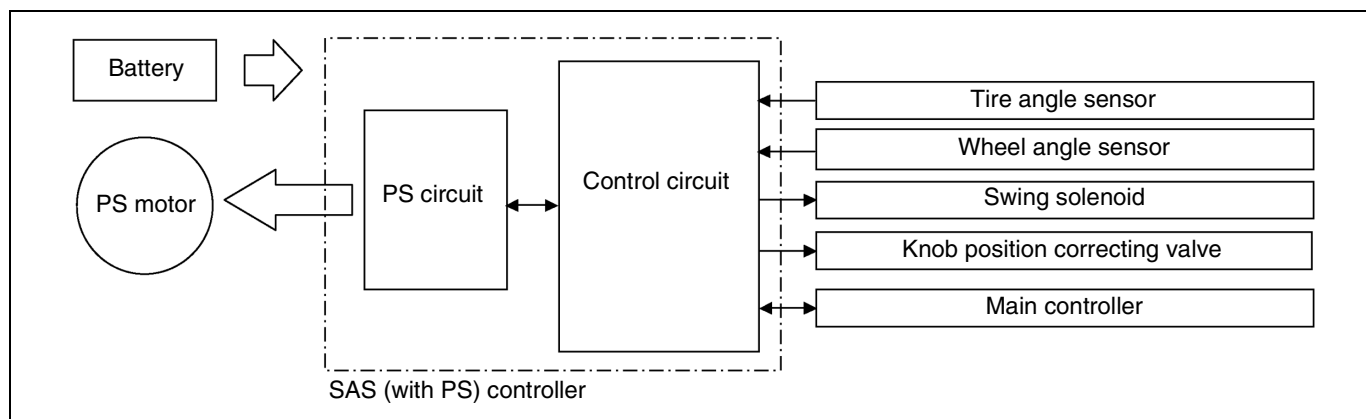 Battery
PS motor
PS circuit
Control circuit
Tire angle sensor
Wheel angle sensor
Swing solenoid
Knob position correcting valve
Main controller
SAS (with PS) controller